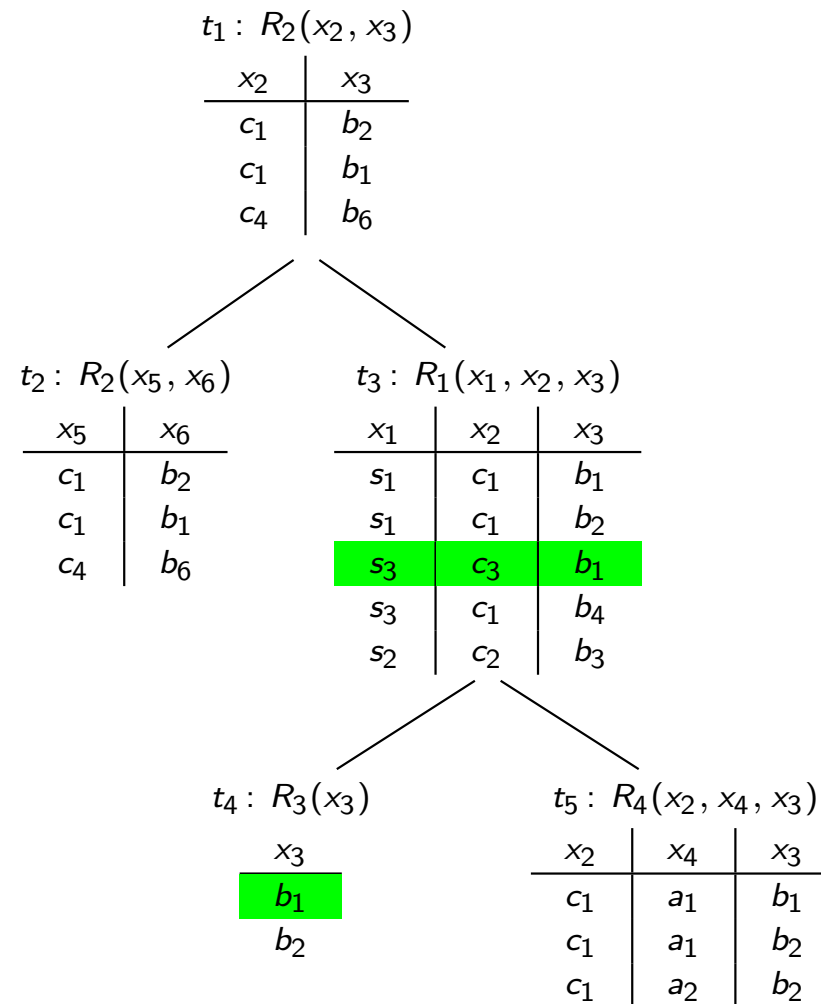 t₁ : R₂(x₂, x₃)
x₂ x₃
c₁ b₂
c₁ b₁
c₄ b₆
t₂ : R₂(x₅, x₆)
x₅ x₆
c₁ b₂
c₁ b₁
c₄ b₆
t₃ : R₁(x₁, x₂, x₃)
x₁ x₂ x₃
s₁ c₁ b₁
s₁ c₁ b₂
s₃ c₃ b₁
s₃ c₁ b₄
s₂ c₂ b₃
t₄ : R₃(x₃)
x₃
b₁
b₂
t₅ : R₄(x₂, x₄, x₃)
x₂ x₄ x₃
c₁ a₁ b₁
c₁ a₁ b₂
c₁ a₂ b₂